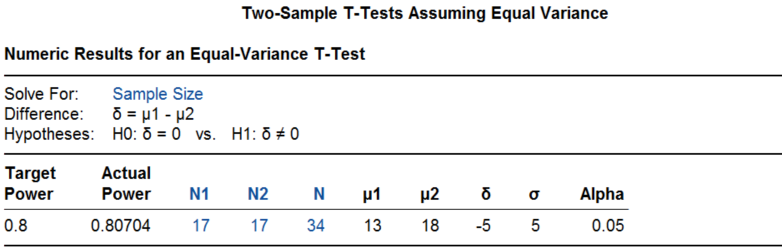 Two-Sample T-Tests Assuming Equal Variance
Numeric Results for an Equal-Variance T-Test
Solve For: Sample Size
Difference: δ = μ1 - μ2
Hypotheses: H0: δ = 0 vs. H1: δ ≠ 0
Target Actual
Power Power N1 N2 N μ1 μ2 δ σ Alpha
0.8 0.80704 17 17 34 13 18 -5 5 0.05